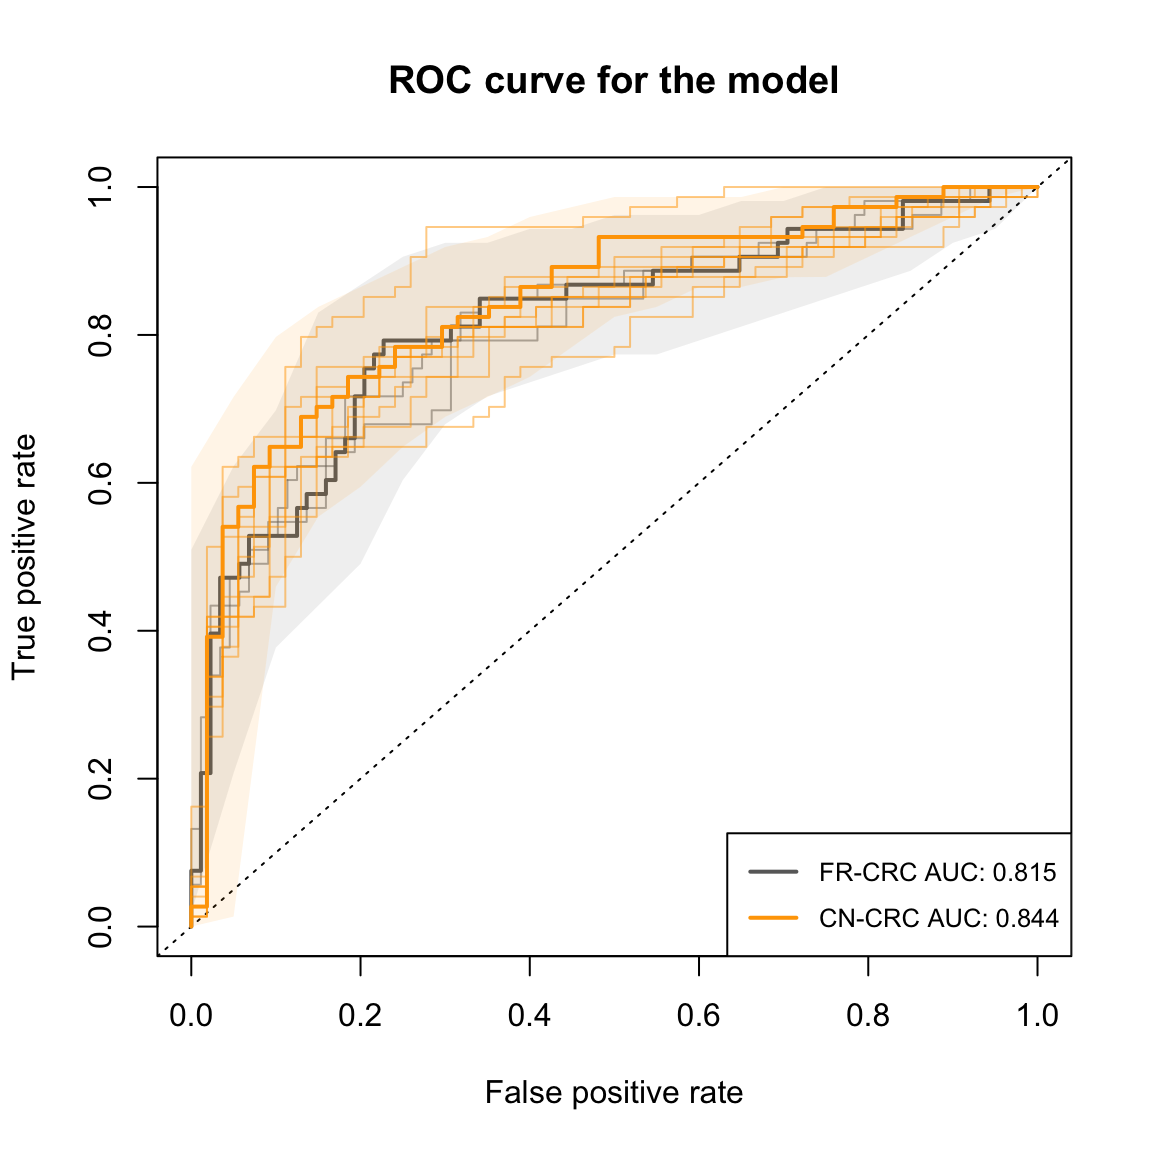 ROC curve for the model
True positive rate
1.0
0.8
0.6
0.4
0.2
0.0
FR-CRC AUC: 0.815
CN-CRC AUC: 0.844
0.0 0.2 0.4 0.6 0.8 1.0
False positive rate